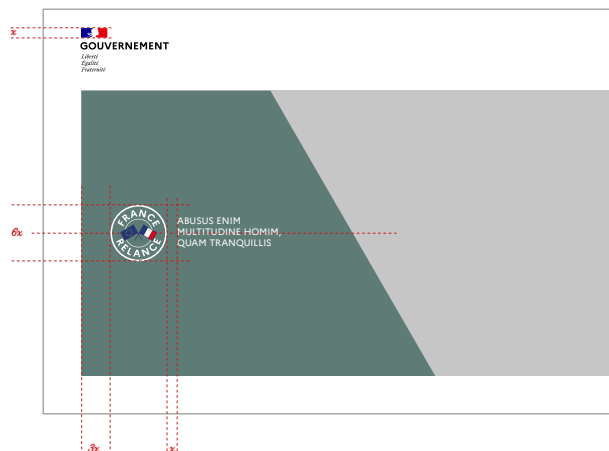 x
GOUVERNEMENT
Liberté
Égalité
Fraternité
6x
FRANCE
RELANCE
ABUSUS ENIM
MULTITUDINE HOMIM,
QUAM TRANQUILLIS
3x
x